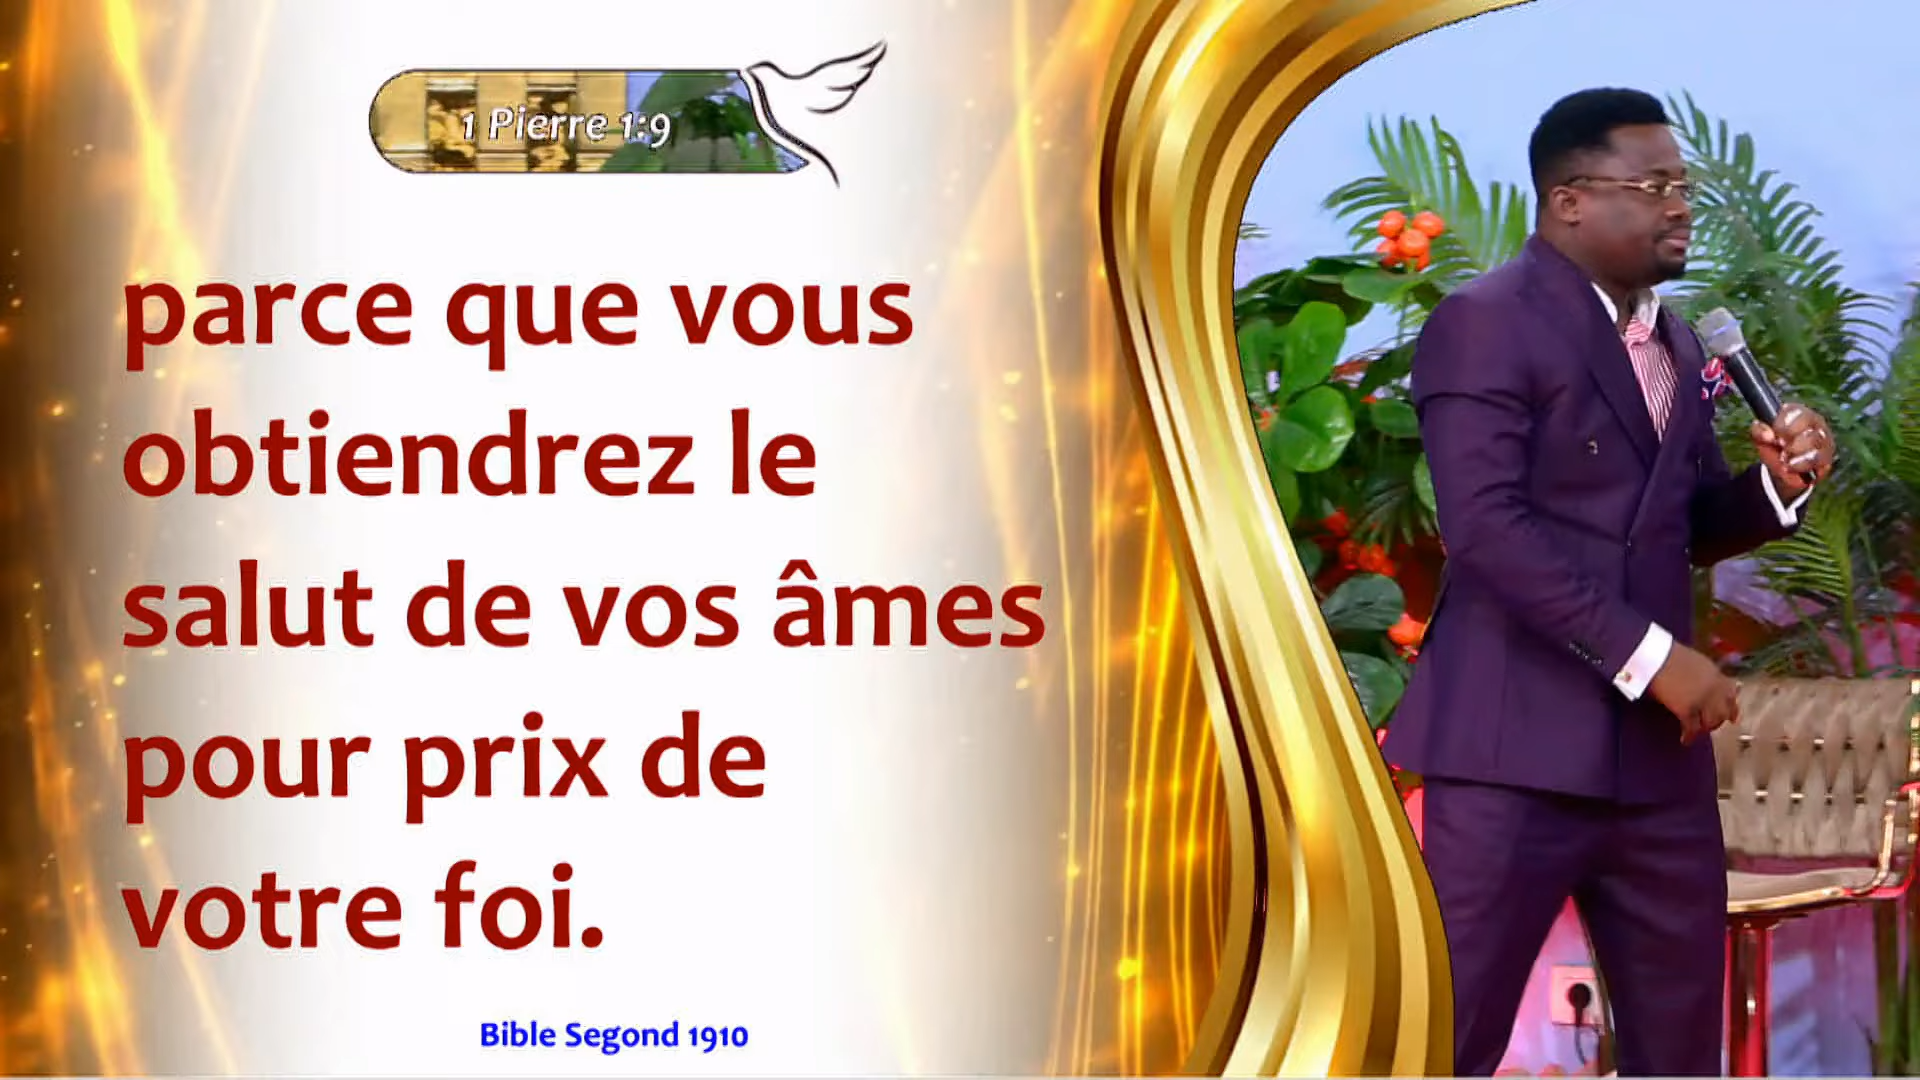 1 Pierre 1:9
parce que vous
obtiendrez le
salut de vos âmes
pour prix de
votre foi.
Bible Segond 1910